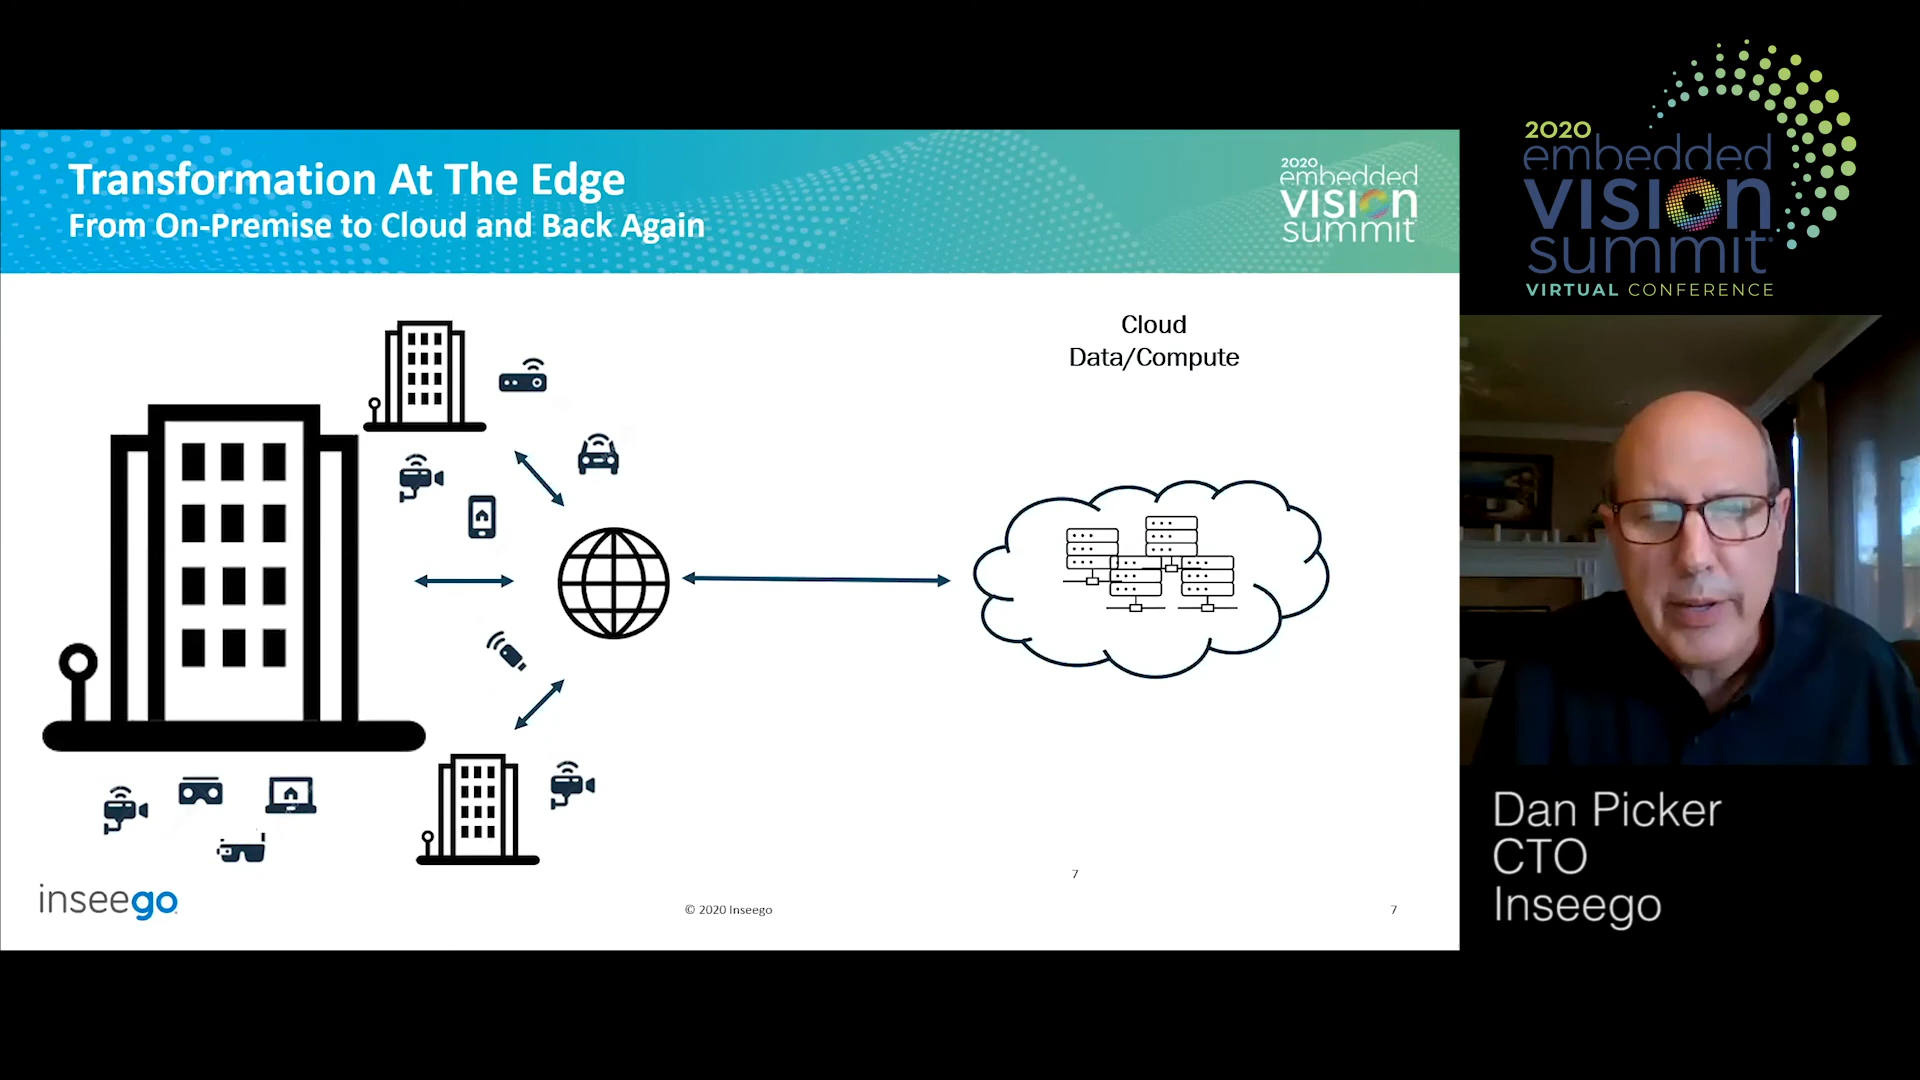 Transformation At The Edge
From On-Premise to Cloud and Back Again
2020
embedded
vision
summit
Cloud
Data/Compute
inseego
© 2020 Inseego
7
7
2020
embedded
vision
summit
VIRTUAL CONFERENCE
Dan Picker
CTO
Inseego